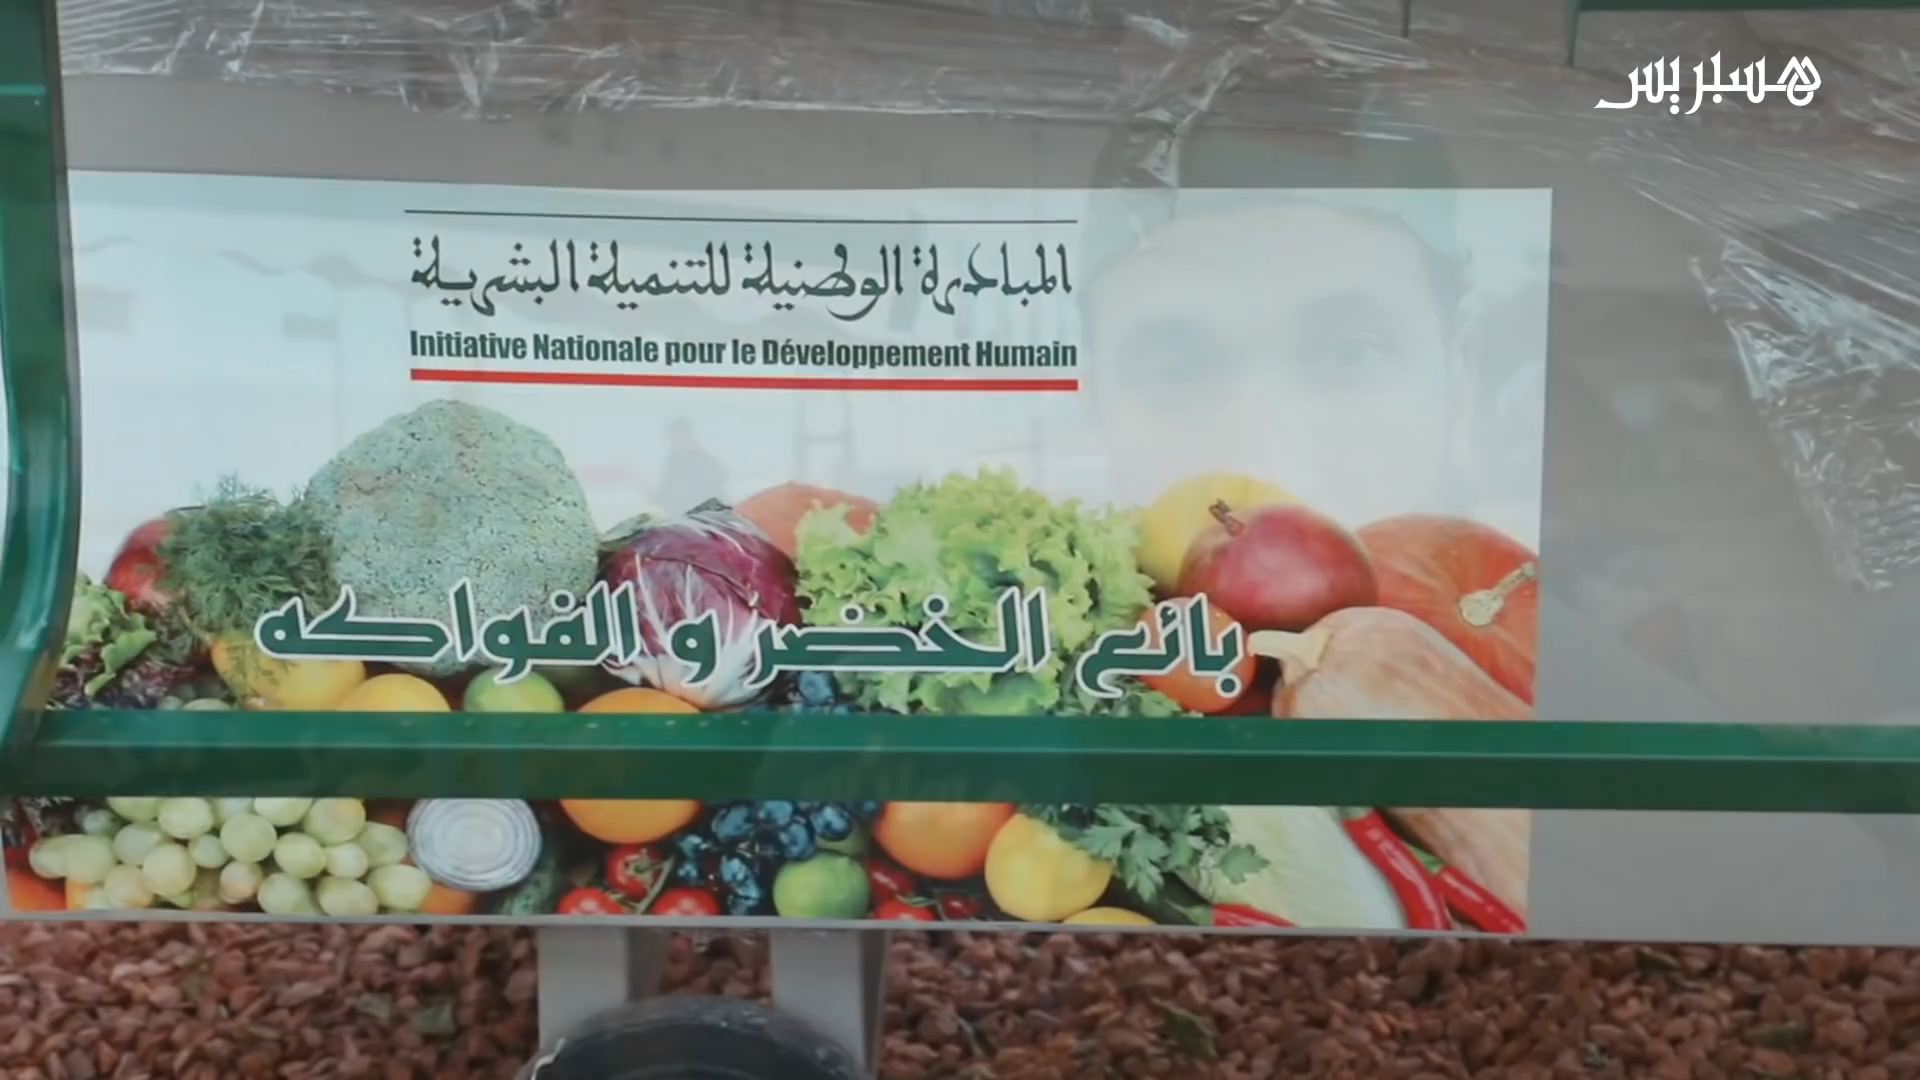 هسبريس
المبادرة الوطنية للتنمية البشرية
Initiative Nationale pour le Développement Humain
بائع الخضر و الفواكه